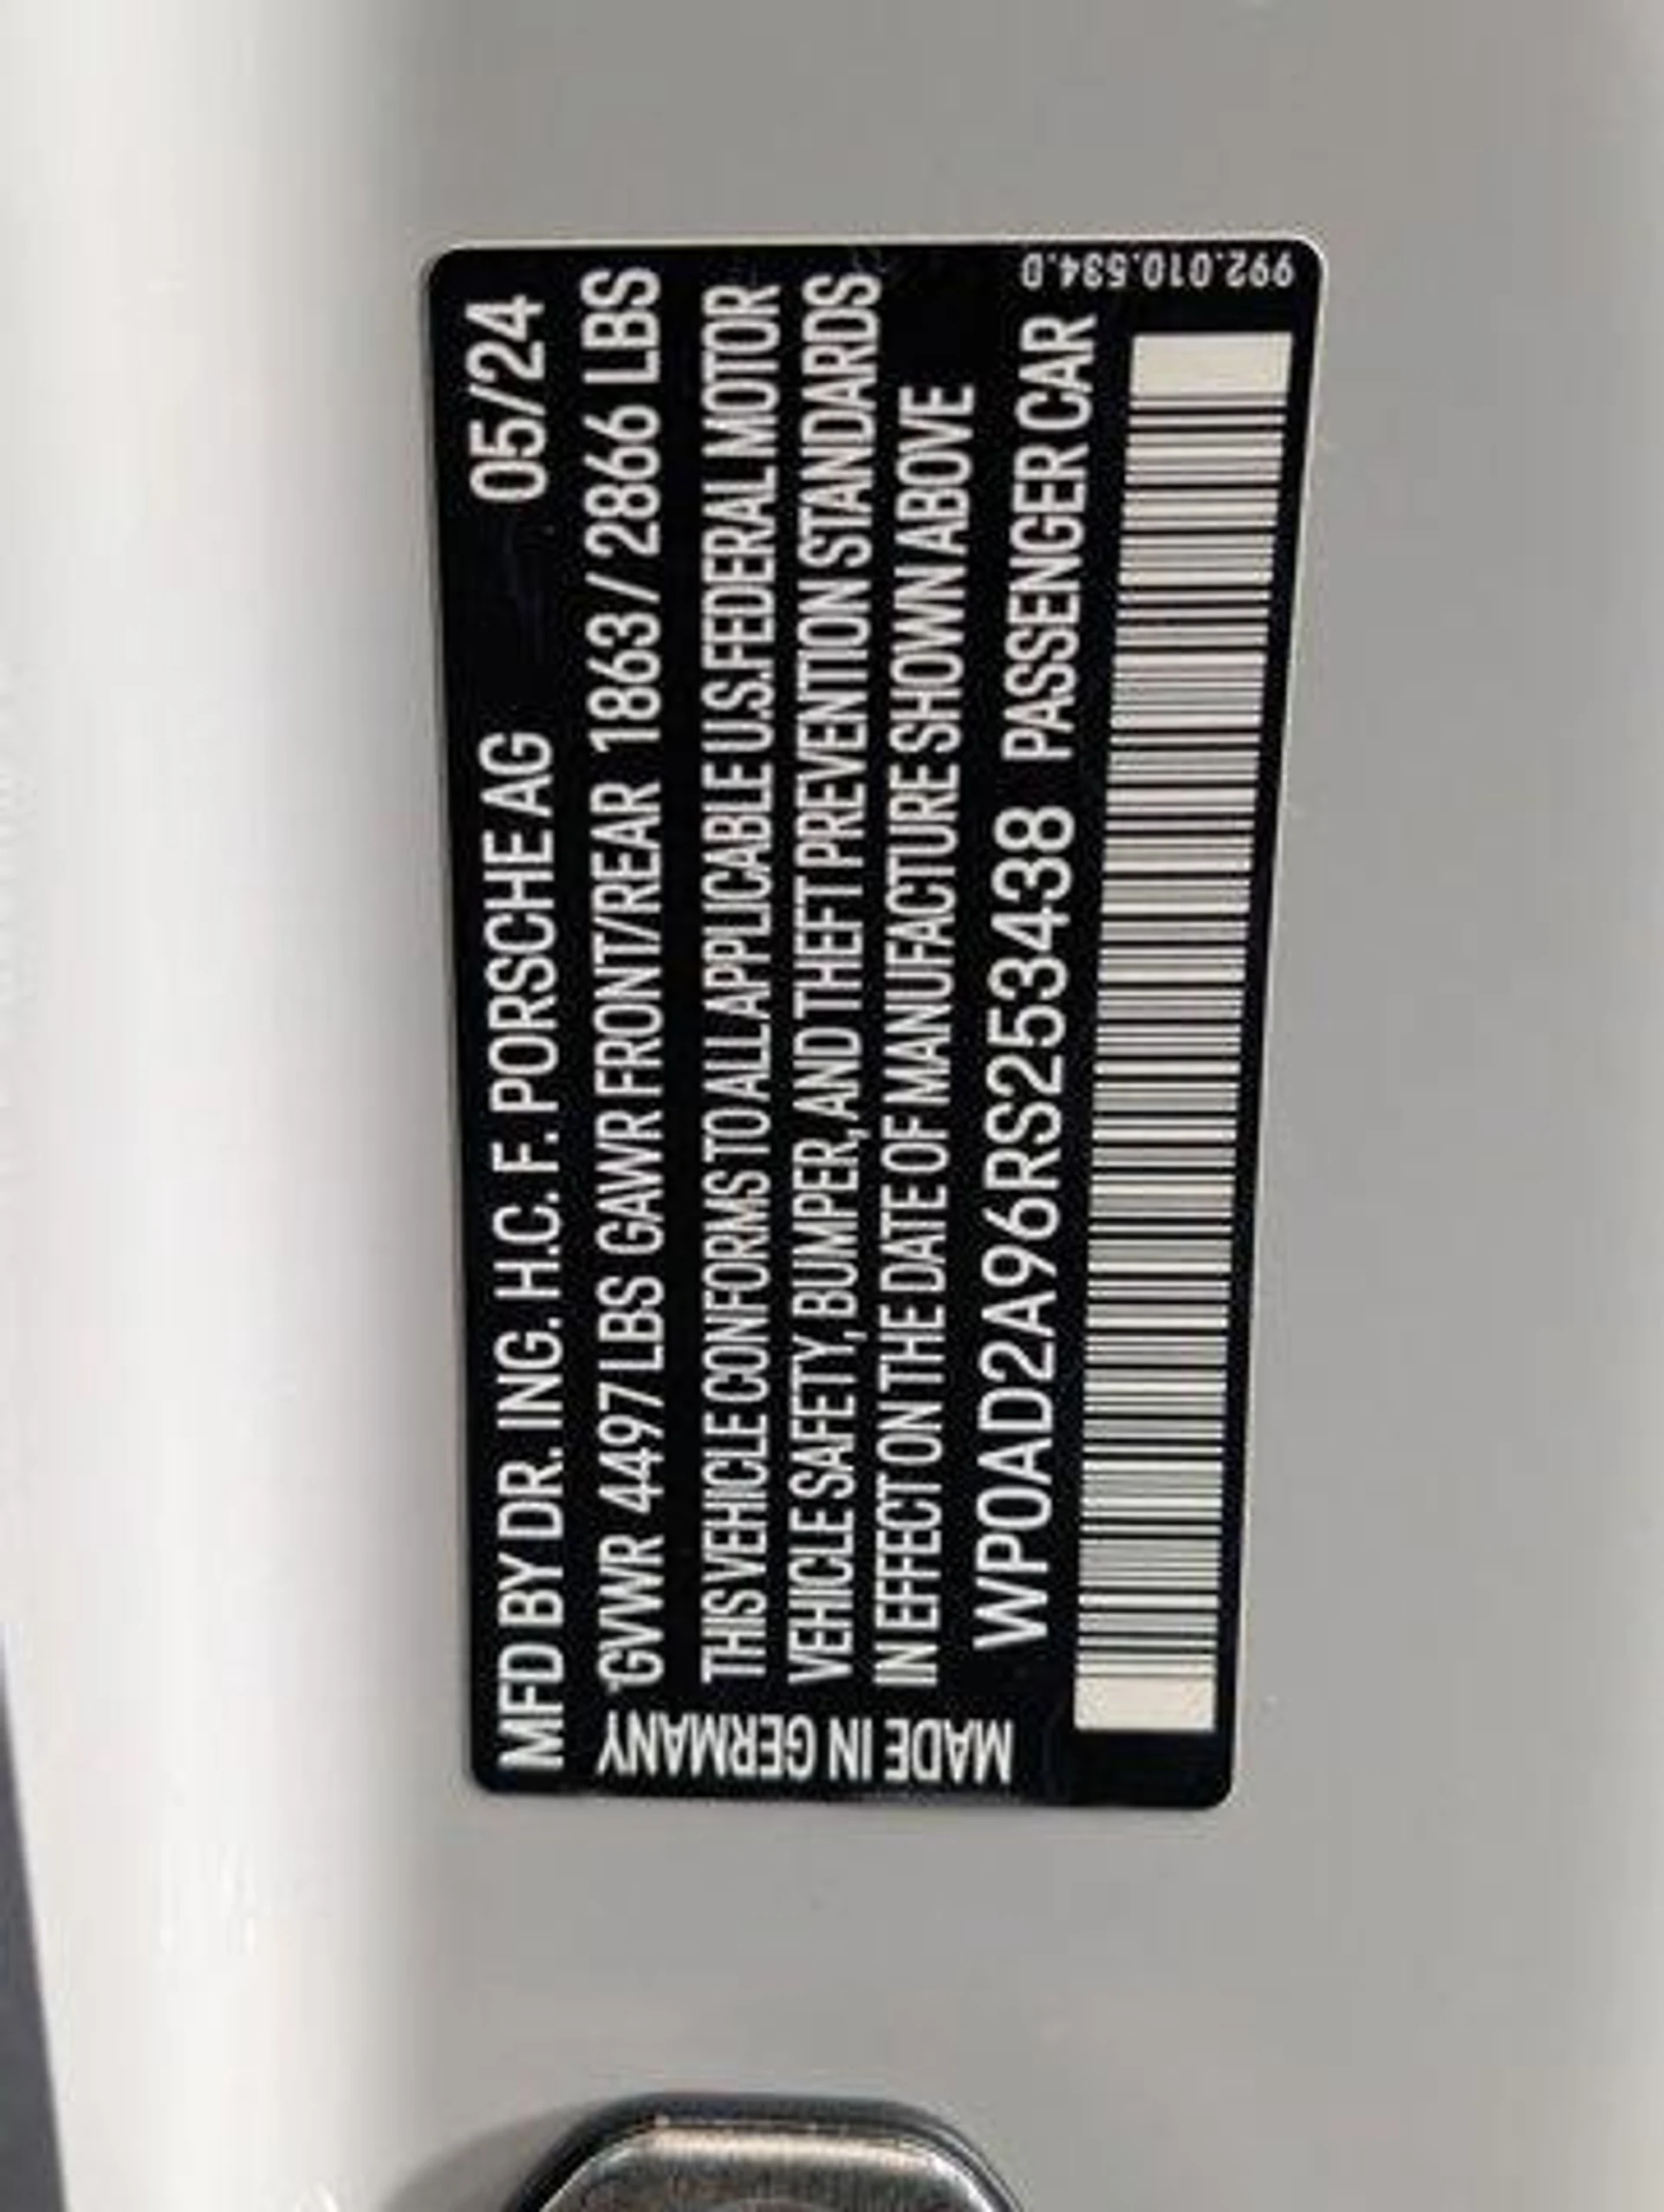 MFD BY DR. ING. H.C. F. PORSCHE AG 05/24
GVWR 4497 LBS GAWR FRONT/REAR 1863 / 2866 LBS
THIS VEHICLE CONFORMS TO ALL APPLICABLE U.S. FEDERAL MOTOR
VEHICLE SAFETY, BUMPER, AND THEFT PREVENTION STANDARDS
IN EFFECT ON THE DATE OF MANUFACTURE SHOWN ABOVE
WP0AD2A96RS253438 PASSENGER CAR
MADE IN GERMANY
992.010.534.D